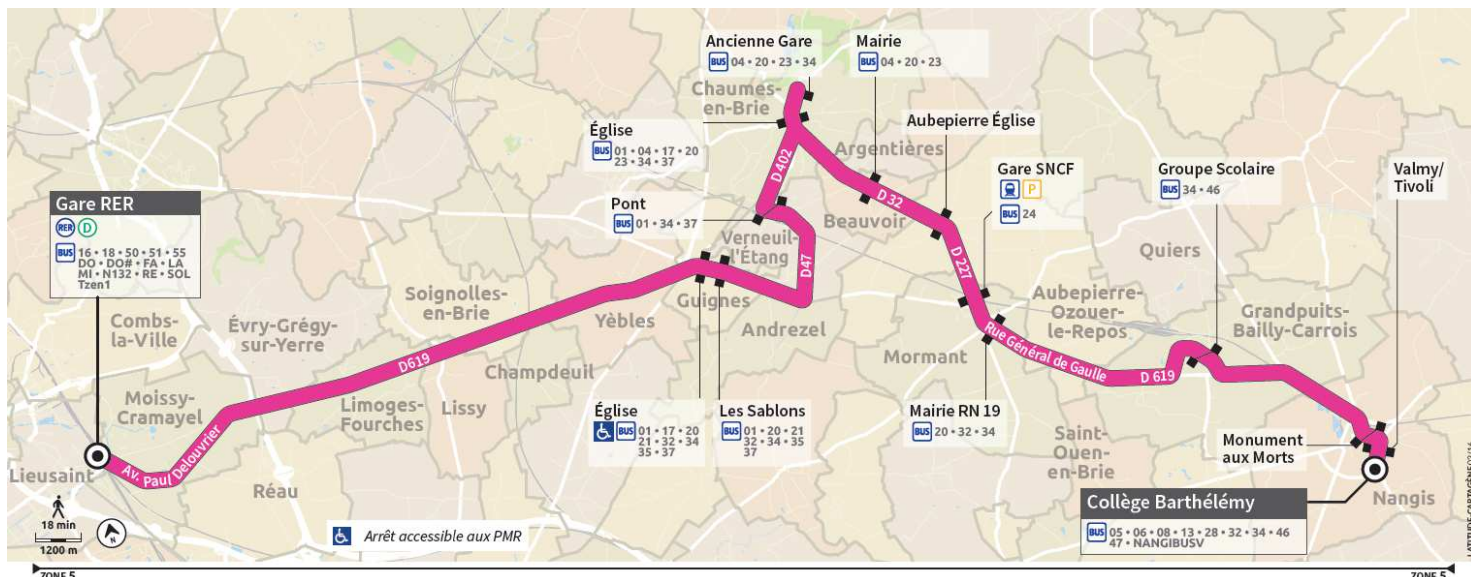 Ancienne Gare
BUS 04 • 20 • 23 • 34
Mairie
BUS 04 • 20 • 23
Chaumes-
en-Brie
Église
BUS 01 • 04 • 17 • 20
23 • 34 • 37
Aubepierre Église
Argentières
D 402
Gare SNCF
P
BUS 24
Groupe Scolaire
BUS 34 • 46
Valmy/
Tivoli
Gare RER
RER D
BUS 16 • 18 • 50 • 51 • 55
DO • DO# • FA • LA
MI • N132 • RE • SOL
Tzen1
Pont
BUS 01 • 34 • 37
D 32
Beauvoir
Verneuil-
l'Étang
D47
D 227
Quiers
Soignolles-
en-Brie
Guignes
Yèbles
Andrezel
Aubepierre-
Ozouer-
le-Repos
Grandpuits-
Bailly-Carrois
Combs-
la-Ville
Évry-Grégy-
sur-Yerre
D619
Champdeuil
Mormant
Rue Général de Gaulle
D 619
Moissy-
Cramayel
Limoges-
Fourches
Lissy
Église
BUS 01 • 17 • 20
21 • 32 • 34
35 • 37
Les Sablons
BUS 01 • 20 • 21
32 • 34 • 35
37
Mairie RN 19
BUS 20 • 32 • 34
Saint-
Ouen-
en-Brie
Monument
aux Morts
Lieusaint
Av. Paul Delouvrier
Réau
Nangis
Collège Barthélémy
BUS 05 • 06 • 08 • 13 • 28 • 32 • 34 • 46
47 • NANGIBUSV
18 min
1200 m
N
Arrêt accessible aux PMR
ZONE 5
ZONE 5